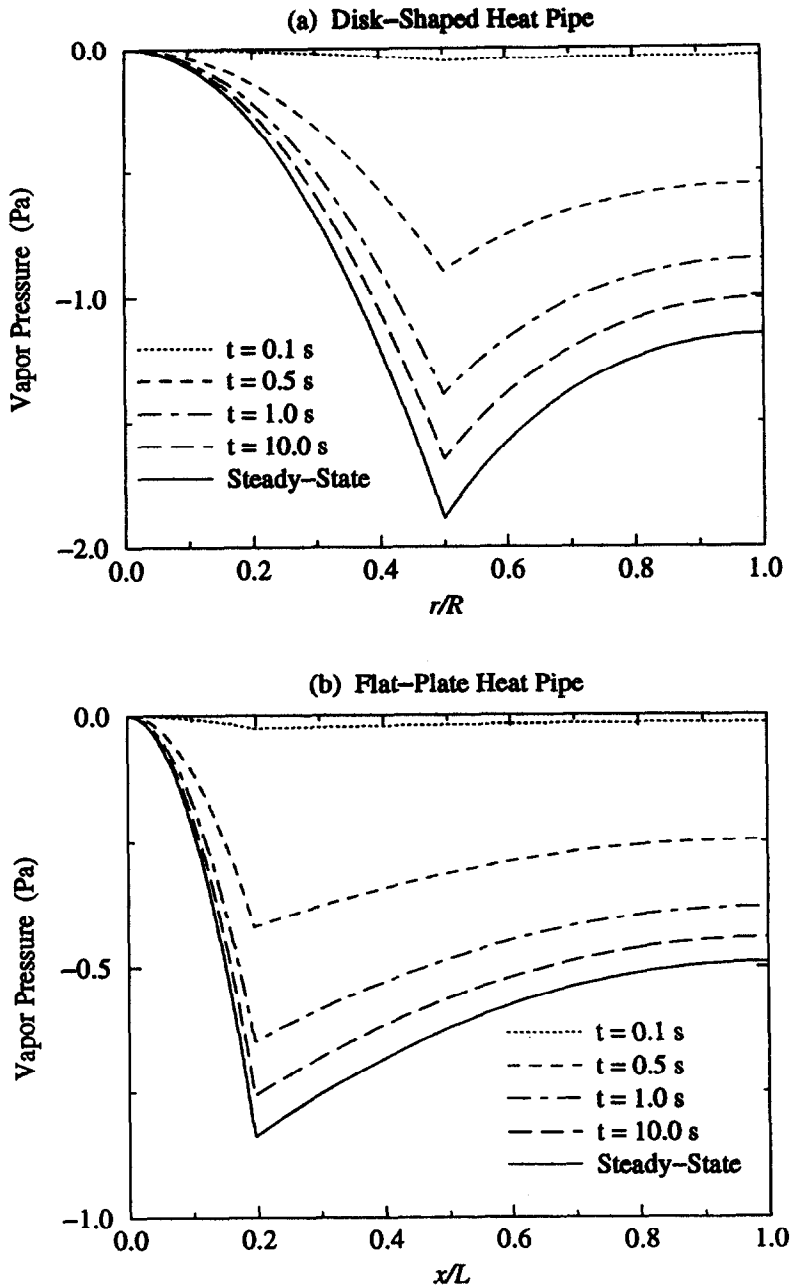 (a) Disk–Shaped Heat Pipe
0.0
−1.0
−2.0
Vapor Pressure (Pa)
t = 0.1 s
t = 0.5 s
t = 1.0 s
t = 10.0 s
Steady–State
0.0 0.2 0.4 0.6 0.8 1.0
r/R
(b) Flat–Plate Heat Pipe
0.0
−0.5
−1.0
Vapor Pressure (Pa)
t = 0.1 s
t = 0.5 s
t = 1.0 s
t = 10.0 s
Steady–State
0.0 0.2 0.4 0.6 0.8 1.0
x/L